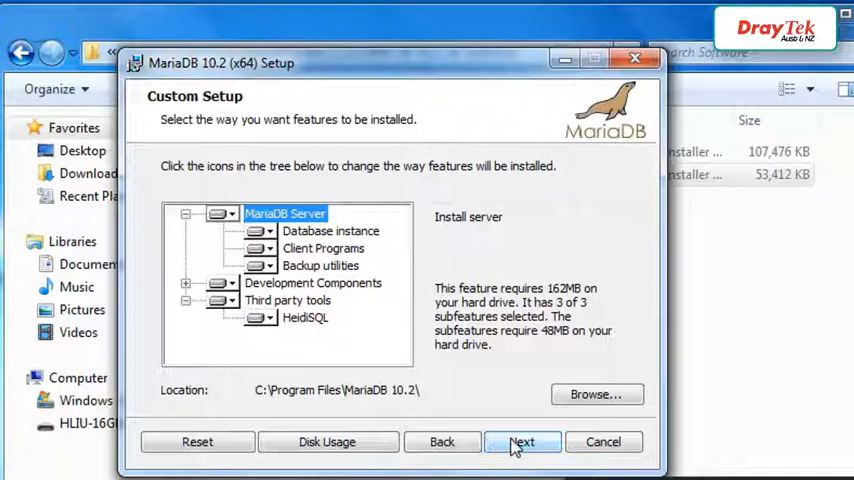 DrayTek
Aust & NZ
Search Software
MariaDB 10.2 (x64) Setup
Organize
Size
Custom Setup
Select the way you want features to be installed.
MariaDB
Favorites
Desktop
Download
Recent Pla
nstaller ...
107,476 KB
nstaller ...
53,412 KB
Click the icons in the tree below to change the way features will be installed.
MariaDB Server
Database instance
Client Programs
Backup utilities
Development Components
Third party tools
HeidiSQL
Install server
This feature requires 162MB on
your hard drive. It has 3 of 3
subfeatures selected. The
subfeatures require 48MB on your
hard drive.
Libraries
Documen
Music
Pictures
Videos
Computer
Windows
HLIU-16G
Location:
C:\Program Files\MariaDB 10.2\
Browse...
Reset
Disk Usage
Back
Next
Cancel